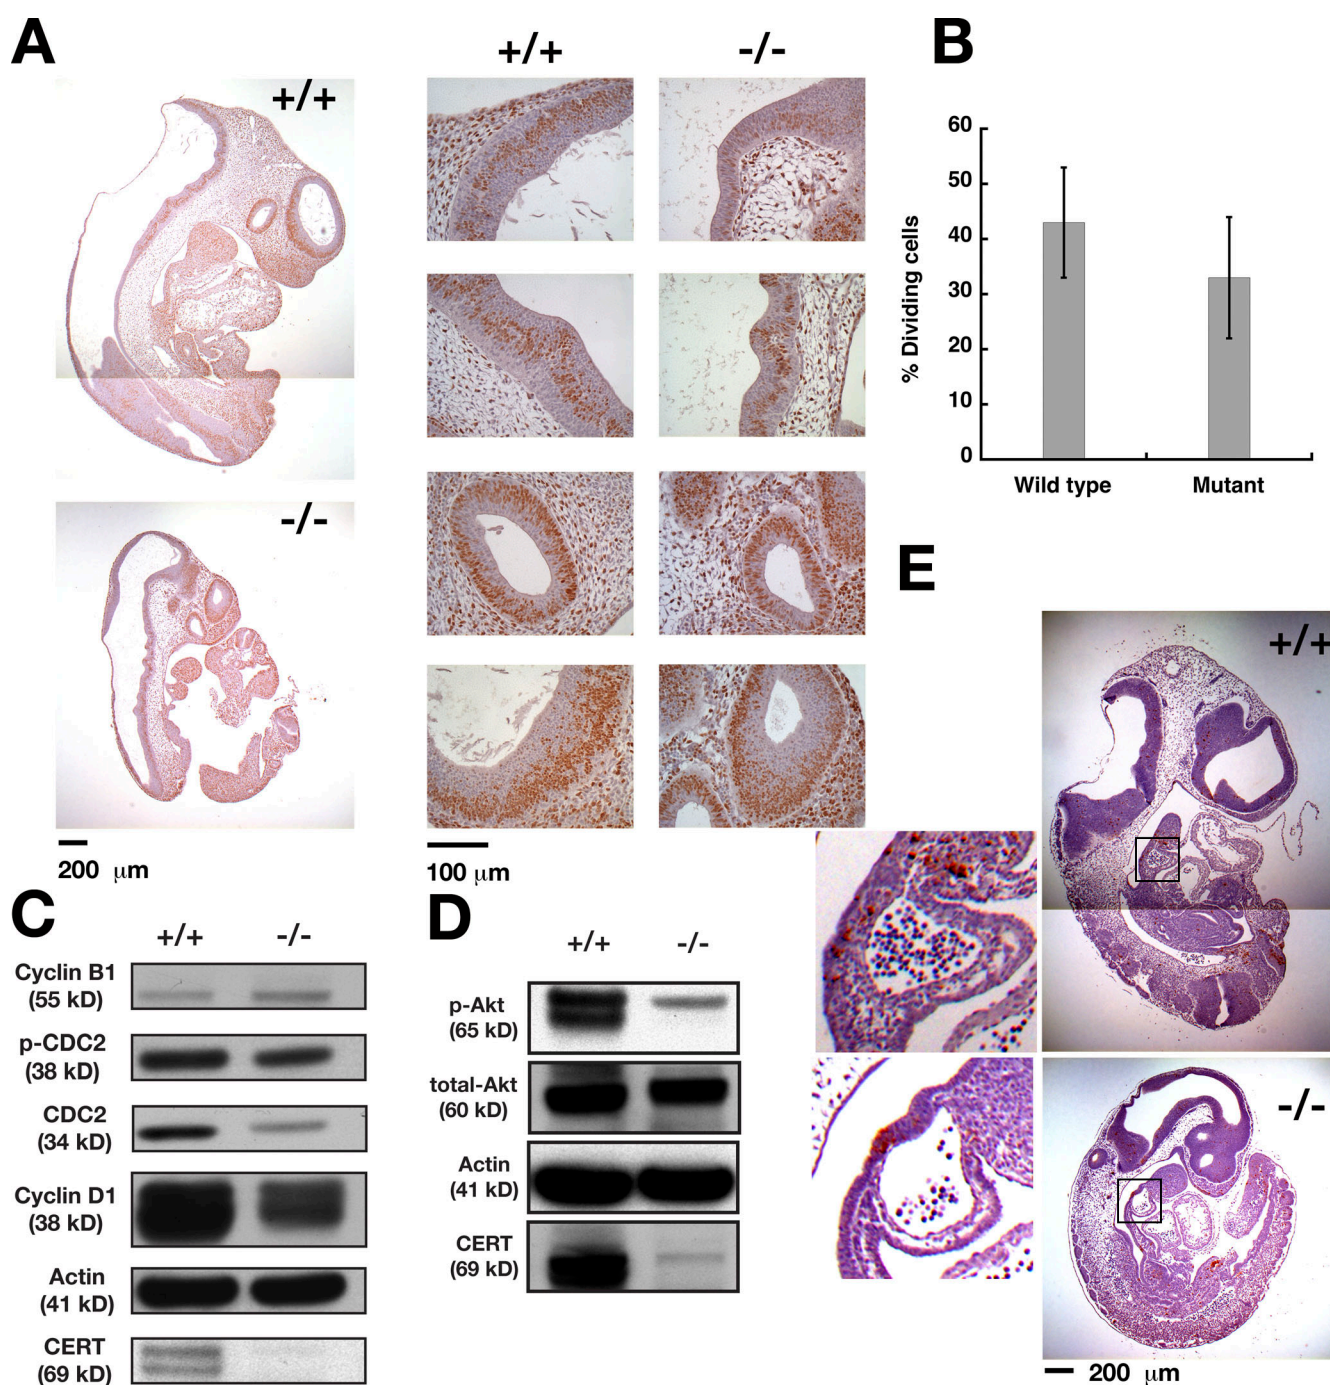 A
+/+
-/-
200 μm
+/+
-/-
100 μm
B
% Dividing cells
60
50
40
30
20
10
0
Wild type
Mutant
C
+/+
-/-
Cyclin B1
(55 kD)
p-CDC2
(38 kD)
CDC2
(34 kD)
Cyclin D1
(38 kD)
Actin
(41 kD)
CERT
(69 kD)
D
+/+
-/-
p-Akt
(65 kD)
total-Akt
(60 kD)
Actin
(41 kD)
CERT
(69 kD)
E
+/+
-/-
200 μm